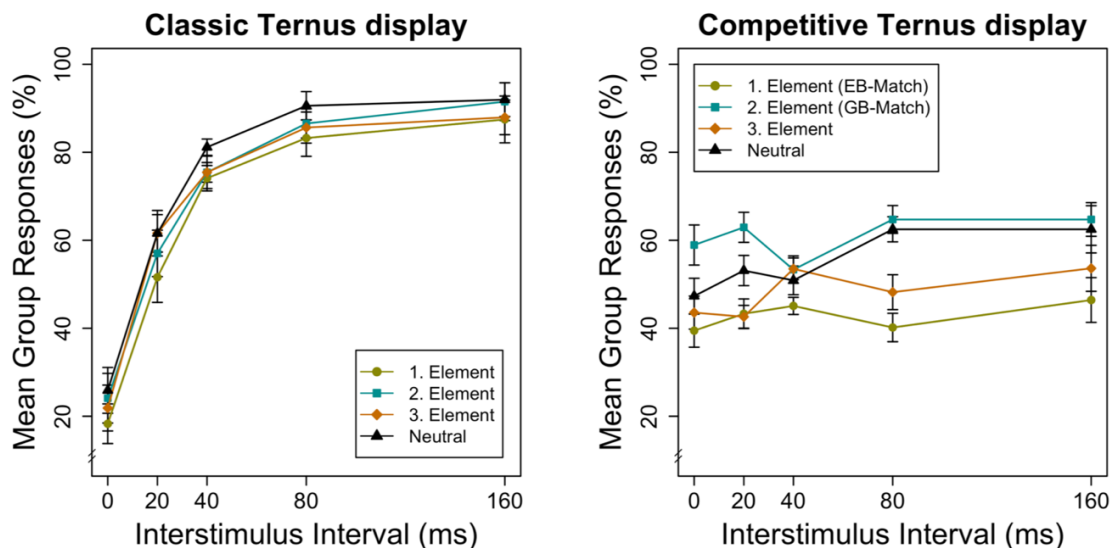 Classic Ternus display
Mean Group Responses (%)
100
80
60
40
20
1. Element
2. Element
3. Element
Neutral
0 20 40 80 160
Interstimulus Interval (ms)
Competitive Ternus display
Mean Group Responses (%)
100
80
60
40
20
1. Element (EB-Match)
2. Element (GB-Match)
3. Element
Neutral
0 20 40 80 160
Interstimulus Interval (ms)